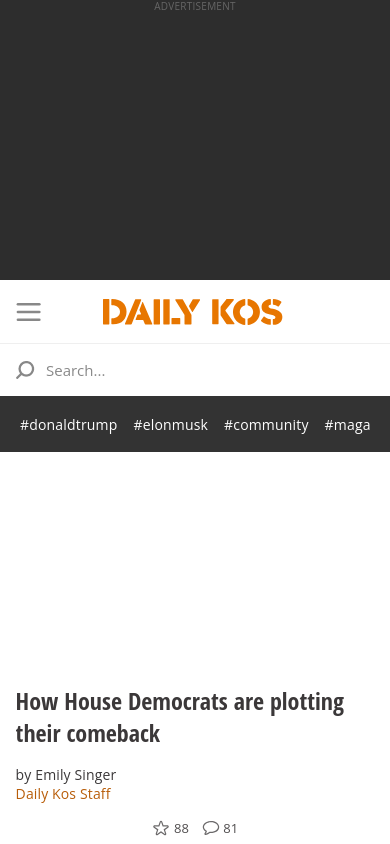 ADVERTISEMENT
DAILY KOS
Search...
#donaldtrump #elonmusk #community #maga
How House Democrats are plotting
their comeback
by Emily Singer
Daily Kos Staff
88 81